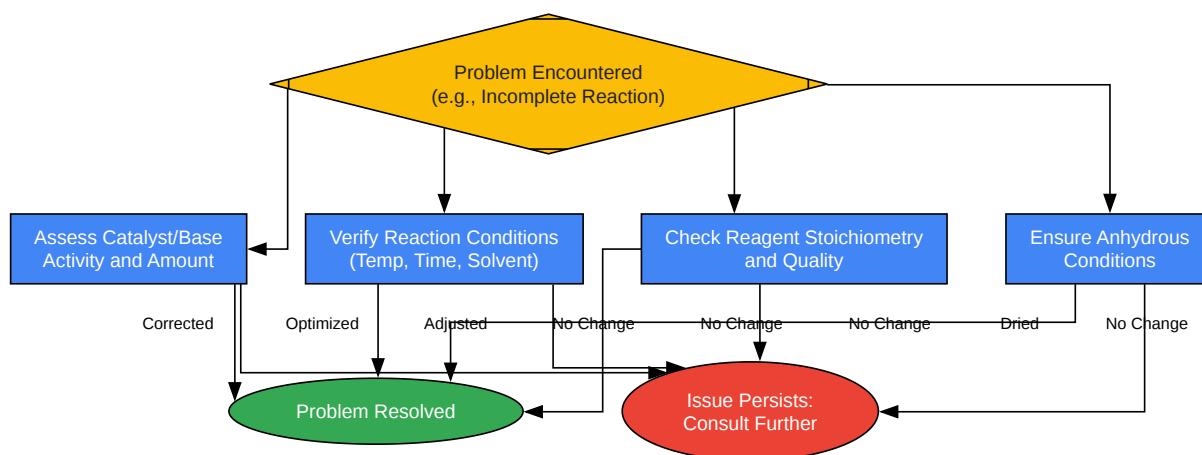 Problem Encountered
(e.g., Incomplete Reaction)
Assess Catalyst/Base
Activity and Amount
Verify Reaction Conditions
(Temp, Time, Solvent)
Check Reagent Stoichiometry
and Quality
Ensure Anhydrous
Conditions
Corrected
Optimized
Adjusted
No Change
No Change
No Change
Dried
No Change
Problem Resolved
Issue Persists:
Consult Further